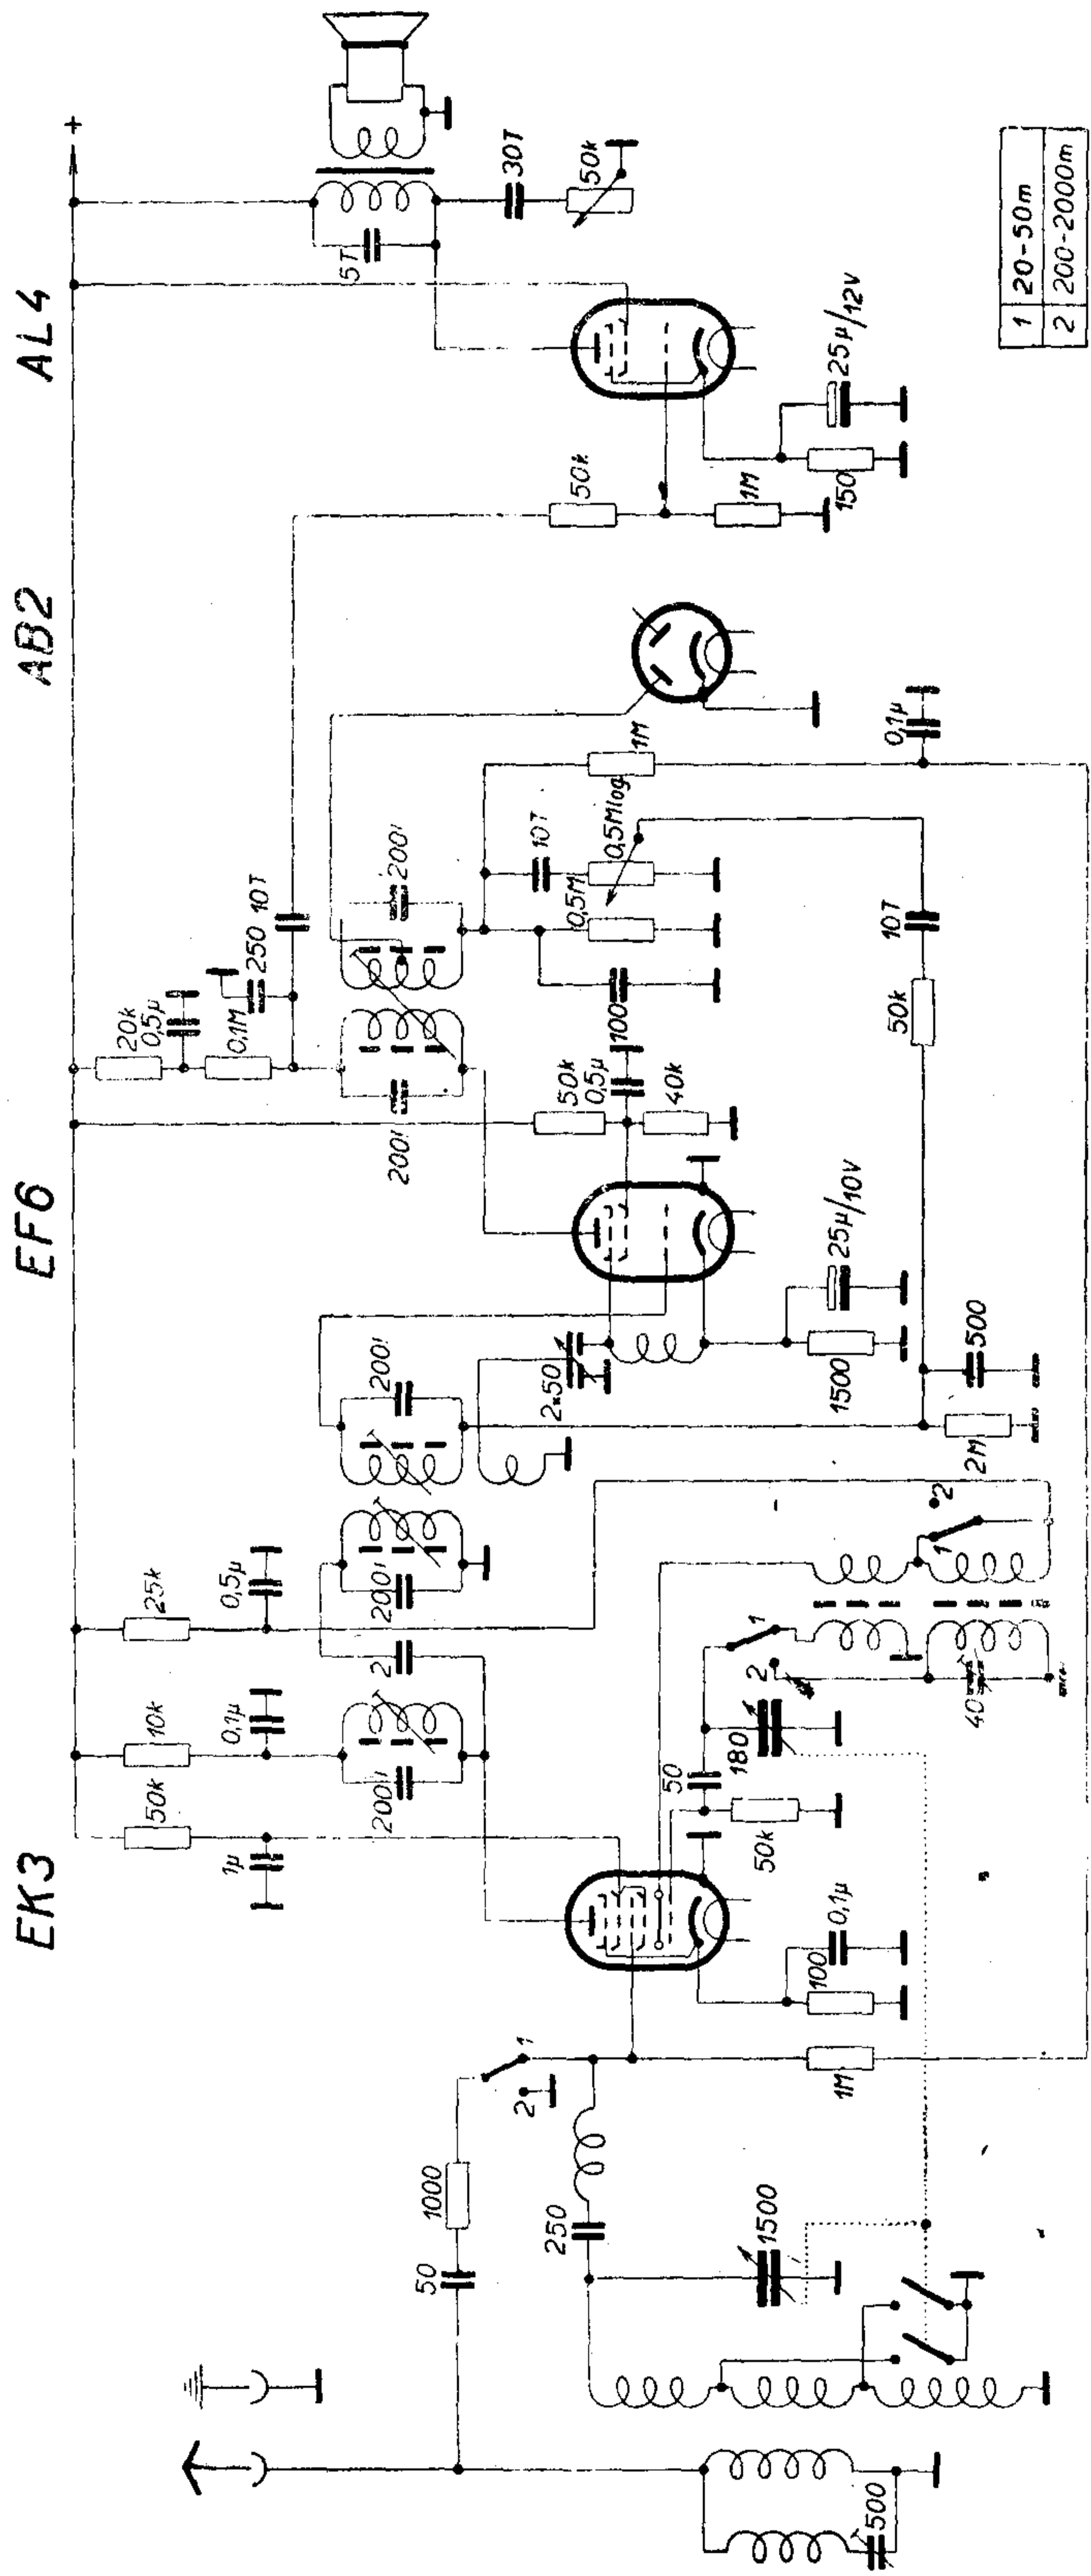 EK3
EF6
AB2
AL4
+
50k
10k
25k
1μ
0,1μ
0,5μ
20k
0,5μ
0,1M
250
10T
200!
2
200!
200!
200!
200!
5T
30T
50k
50
1000
2
1
250
1500
500
1M
100
0,1μ
50k
50
180
2
1
40
1
2
2M
500
2x50
1500
25μ/10V
50k
0,5μ
40k
100
0,5M
10T
0,5Mlog
1M
0,1μ
50k
10T
50k
1M
150
25μ/12V
1 20-50m
2 200-2000m